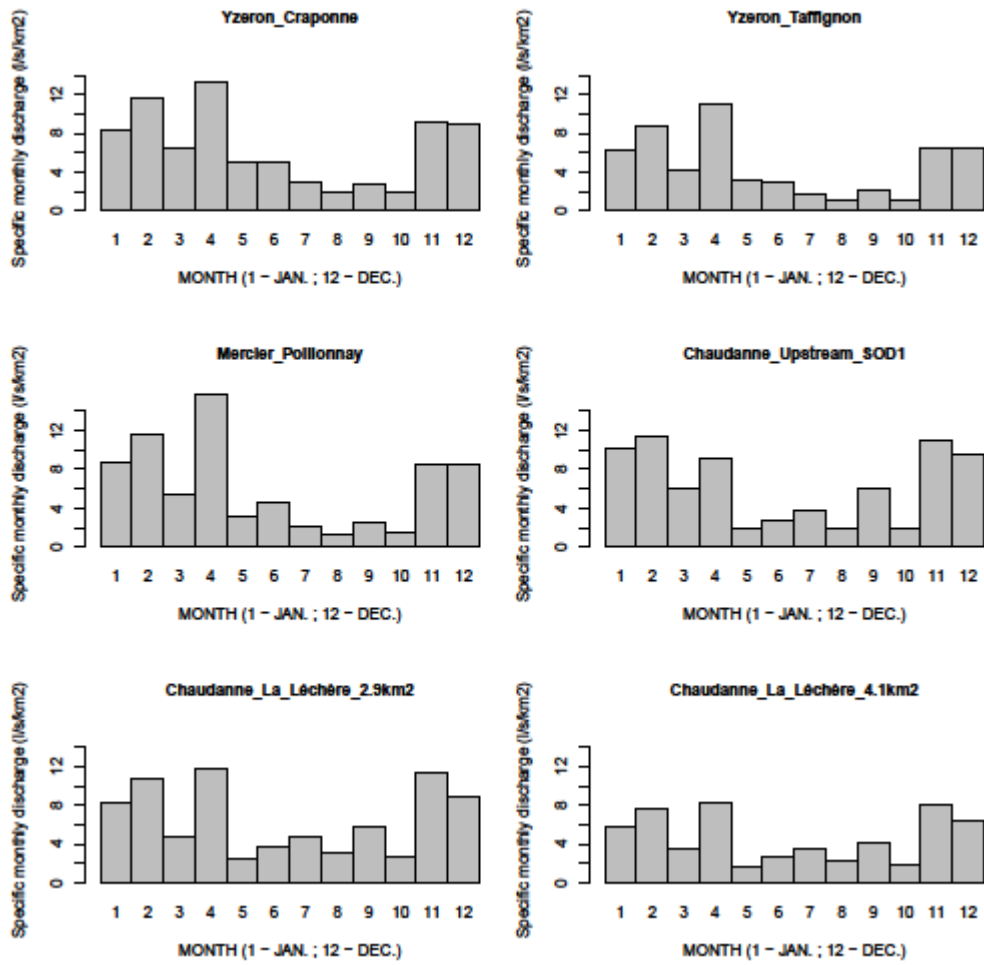 Yzeron_Craponne
Specific monthly discharge (l/s/km2)
0 4 8 12
1 2 3 4 5 6 7 8 9 10 11 12
MONTH (1 − JAN. ; 12 − DEC.)
Yzeron_Taffignon
Specific monthly discharge (l/s/km2)
0 4 8 12
1 2 3 4 5 6 7 8 9 10 11 12
MONTH (1 − JAN. ; 12 − DEC.)
Mercier_Pollionnay
Specific monthly discharge (l/s/km2)
0 4 8 12
1 2 3 4 5 6 7 8 9 10 11 12
MONTH (1 − JAN. ; 12 − DEC.)
Chaudanne_Upstream_SOD1
Specific monthly discharge (l/s/km2)
0 4 8 12
1 2 3 4 5 6 7 8 9 10 11 12
MONTH (1 − JAN. ; 12 − DEC.)
Chaudanne_La_Léchère_2.9km2
Specific monthly discharge (l/s/km2)
0 4 8 12
1 2 3 4 5 6 7 8 9 10 11 12
MONTH (1 − JAN. ; 12 − DEC.)
Chaudanne_La_Léchère_4.1km2
Specific monthly discharge (l/s/km2)
0 4 8 12
1 2 3 4 5 6 7 8 9 10 11 12
MONTH (1 − JAN. ; 12 − DEC.)